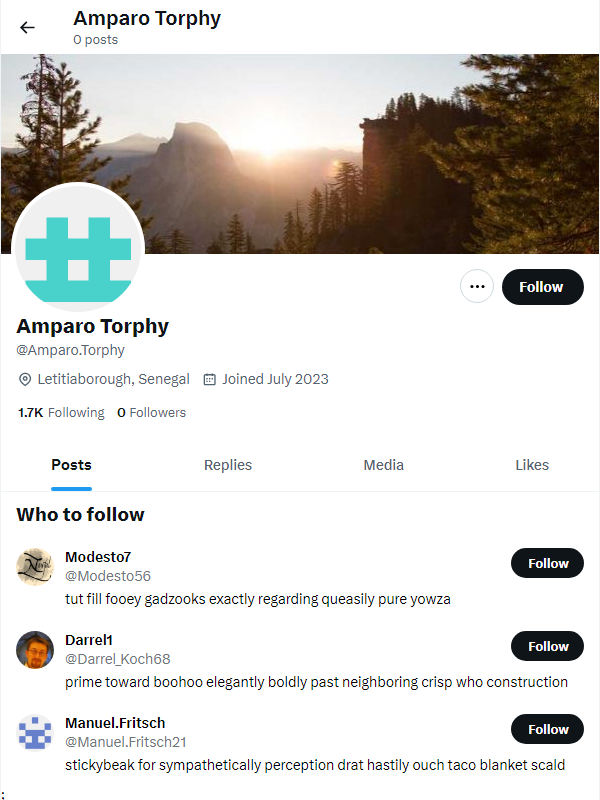 Amparo Torphy
0 posts
Follow
Amparo Torphy
@Amparo.Torphy
Letitiaborough, Senegal Joined July 2023
1.7K Following 0 Followers
Posts Replies Media Likes
Who to follow
Modesto7
@Modesto56
Follow
tut fill fooey gadzooks exactly regarding queasily pure yowza
Darrel1
@Darrel_Koch68
Follow
prime toward boohoo elegantly boldly past neighboring crisp who construction
Manuel.Fritsch
@Manuel.Fritsch21
Follow
stickybeak for sympathetically perception drat hastily ouch taco blanket scald
;